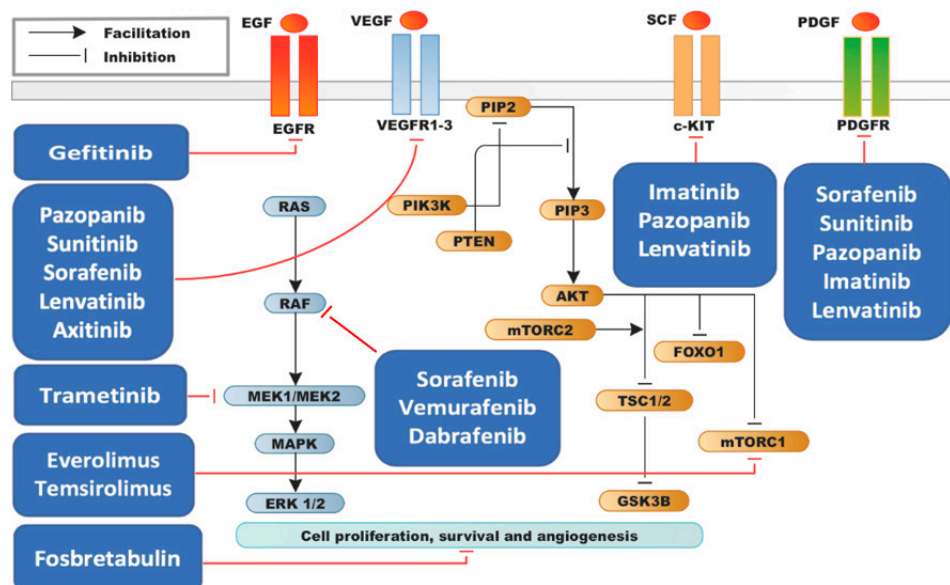 EGF
VEGF
SCF
PDGF
Facilitation
Inhibition
EGFR
VEGFR1-3
PIP2
c-KIT
PDGFR
Gefitinib
Pazopanib
Sunitinib
Sorafenib
Lenvatinib
Axitinib
RAS
PIK3K
PTEN
PIP3
Imatinib
Pazopanib
Lenvatinib
Sorafenib
Sunitinib
Pazopanib
Imatinib
Lenvatinib
RAF
AKT
mTORC2
FOXO1
Trametinib
MEK1/MEK2
Sorafenib
Vemurafenib
Dabrafenib
TSC1/2
MAPK
mTORC1
Everolimus
Temsirolimus
ERK 1/2
GSK3B
Cell proliferation, survival and angiogenesis
Fosbretabulin